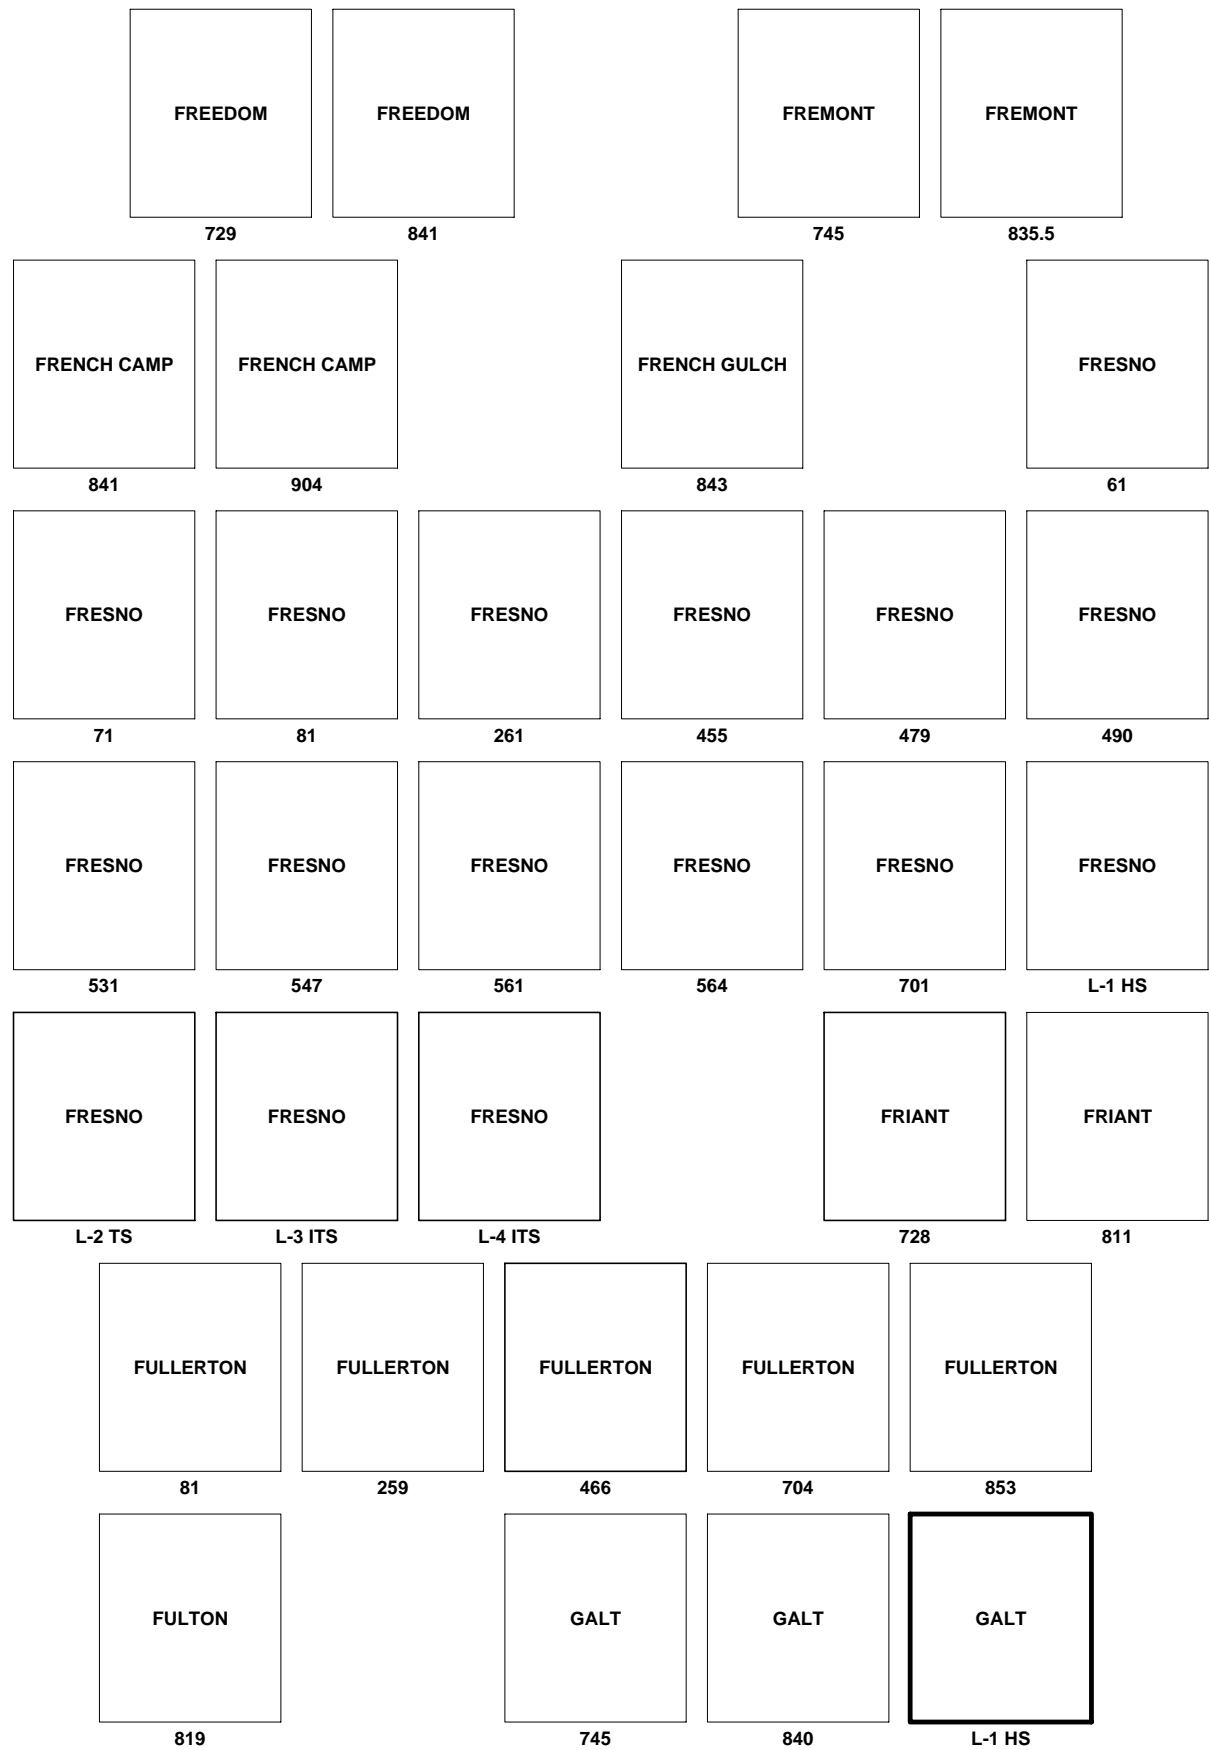 FREEDOM FREEDOM FREMONT FREMONT
729 841 745 835.5
FRENCH CAMP FRENCH CAMP FRENCH GULCH FRESNO
841 904 843 61
FRESNO FRESNO FRESNO FRESNO FRESNO FRESNO
71 81 261 455 479 490
FRESNO FRESNO FRESNO FRESNO FRESNO FRESNO
531 547 561 564 701 L-1 HS
FRESNO FRESNO FRESNO FRIANT FRIANT
L-2 TS L-3 ITS L-4 ITS 728 811
FULLERTON FULLERTON FULLERTON FULLERTON FULLERTON
81 259 466 704 853
FULTON GALT GALT GALT
819 745 840 L-1 HS